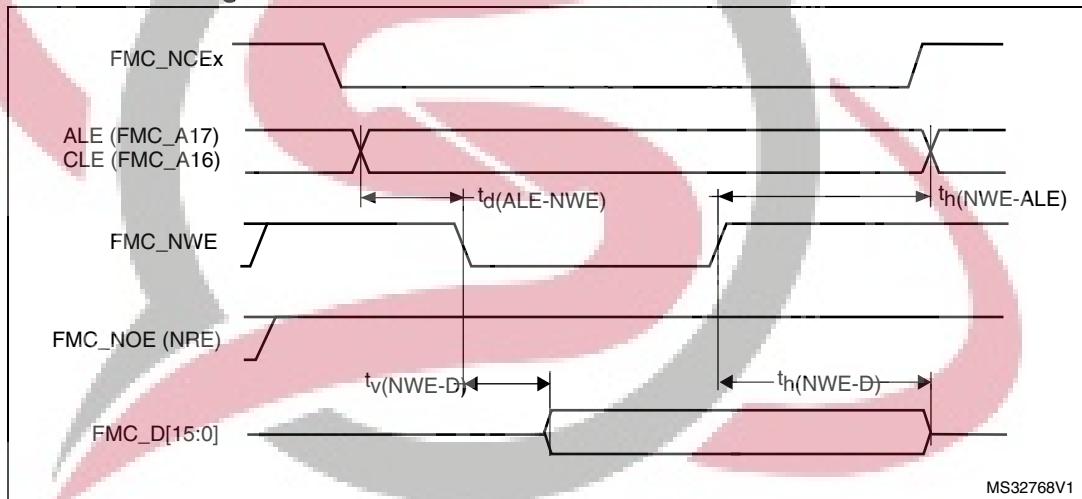 FMC_NCEx
ALE (FMC_A17)
CLE (FMC_A16)
td(ALE-NWE)
th(NWE-ALE)
FMC_NWE
FMC_NOE (NRE)
tv(NWE-D)
th(NWE-D)
FMC_D[15:0]
MS32768V1